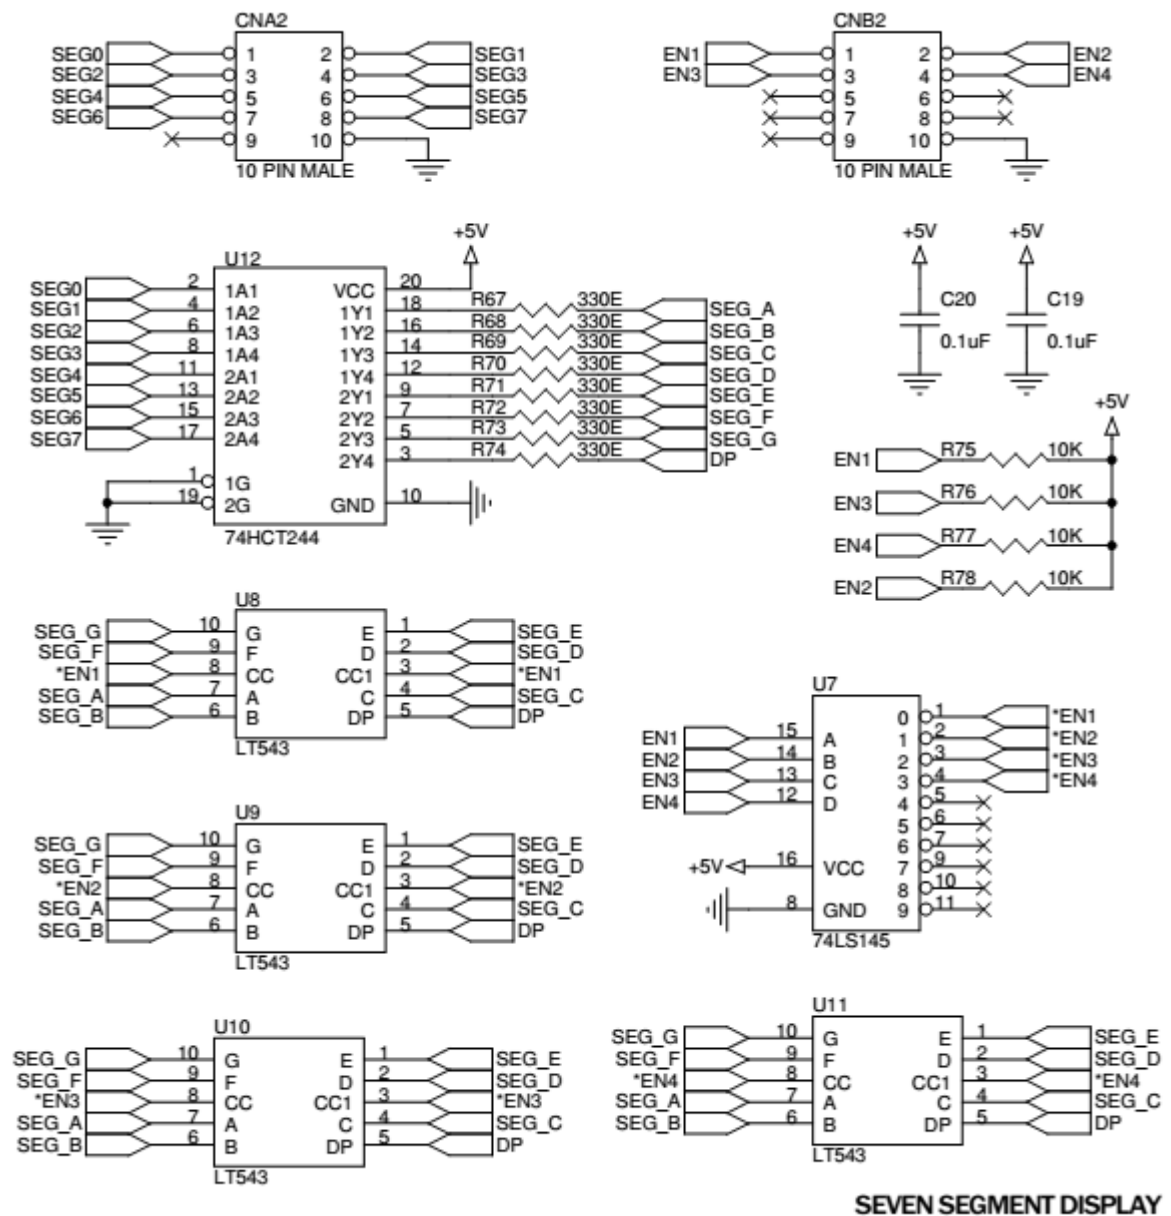 CNA2
SEG0 1 2 SEG1
SEG2 3 4 SEG3
SEG4 5 6 SEG5
SEG6 7 8 SEG7
9 10
10 PIN MALE
CNB2
EN1 1 2 EN2
EN3 3 4 EN4
5 6
7 8
9 10
10 PIN MALE
+5V
U12
SEG0 2 1A1 VCC 20
SEG1 4 1A2 1Y1 18 R67 330E SEG_A
SEG2 6 1A3 1Y2 16 R68 330E SEG_B
SEG3 8 1A4 1Y3 14 R69 330E SEG_C
SEG4 11 2A1 1Y4 12 R70 330E SEG_D
SEG5 13 2A2 2Y1 9 R71 330E SEG_E
SEG6 15 2A3 2Y2 7 R72 330E SEG_F
SEG7 17 2A4 2Y3 5 R73 330E SEG_G
2Y4 3 R74 330E DP
1 1G
19 2G GND 10
74HCT244
+5V +5V
C20 C19
0.1uF 0.1uF
+5V
EN1 R75 10K
EN3 R76 10K
EN4 R77 10K
EN2 R78 10K
U8
SEG_G 10 G E 1 SEG_E
SEG_F 9 F D 2 SEG_D
*EN1 8 CC CC1 3 *EN1
SEG_A 7 A C 4 SEG_C
SEG_B 6 B DP 5 DP
LT543
U7
0 1 *EN1
EN1 15 A 1 2 *EN2
EN2 14 B 2 3 *EN3
EN3 13 C 3 4 *EN4
EN4 12 D 4 5
5 6
6 7
+5V 16 VCC 7 9
8 10
8 GND 9 11
74LS145
U9
SEG_G 10 G E 1 SEG_E
SEG_F 9 F D 2 SEG_D
*EN2 8 CC CC1 3 *EN2
SEG_A 7 A C 4 SEG_C
SEG_B 6 B DP 5 DP
LT543
U10
SEG_G 10 G E 1 SEG_E
SEG_F 9 F D 2 SEG_D
*EN3 8 CC CC1 3 *EN3
SEG_A 7 A C 4 SEG_C
SEG_B 6 B DP 5 DP
LT543
U11
SEG_G 10 G E 1 SEG_E
SEG_F 9 F D 2 SEG_D
*EN4 8 CC CC1 3 *EN4
SEG_A 7 A C 4 SEG_C
SEG_B 6 B DP 5 DP
LT543
SEVEN SEGMENT DISPLAY